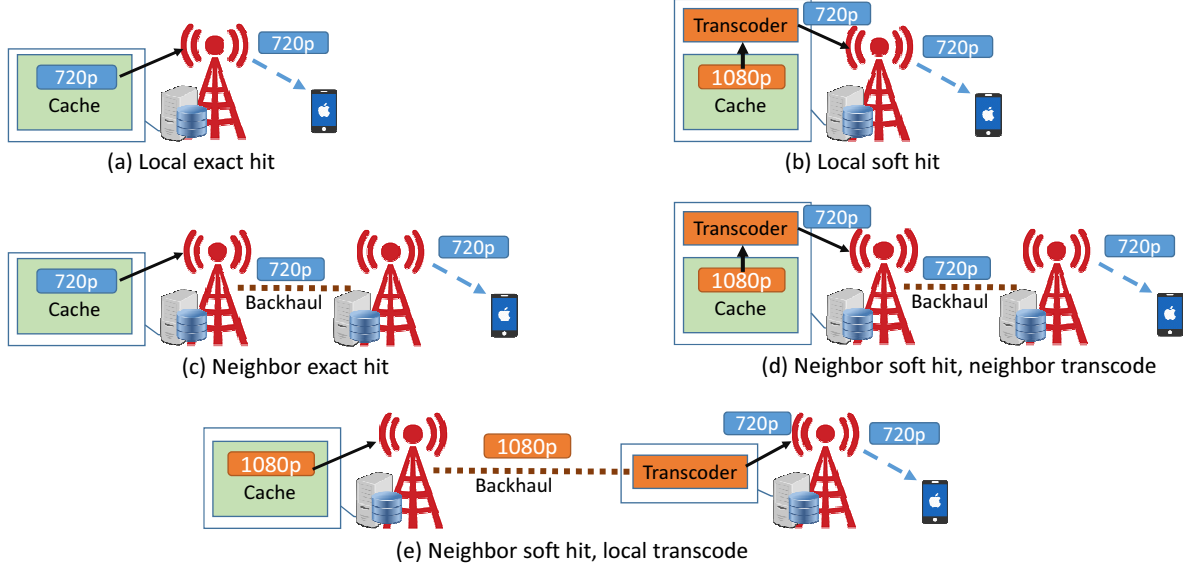 720p
720p
Cache
(a) Local exact hit
720p
Transcoder
720p
1080p
Cache
(b) Local soft hit
720p
720p
720p
Cache
Backhaul
(c) Neighbor exact hit
720p
Transcoder
720p
1080p
720p
Cache
Backhaul
(d) Neighbor soft hit, neighbor transcode
720p
720p
1080p
1080p
Transcoder
Cache
Backhaul
(e) Neighbor soft hit, local transcode